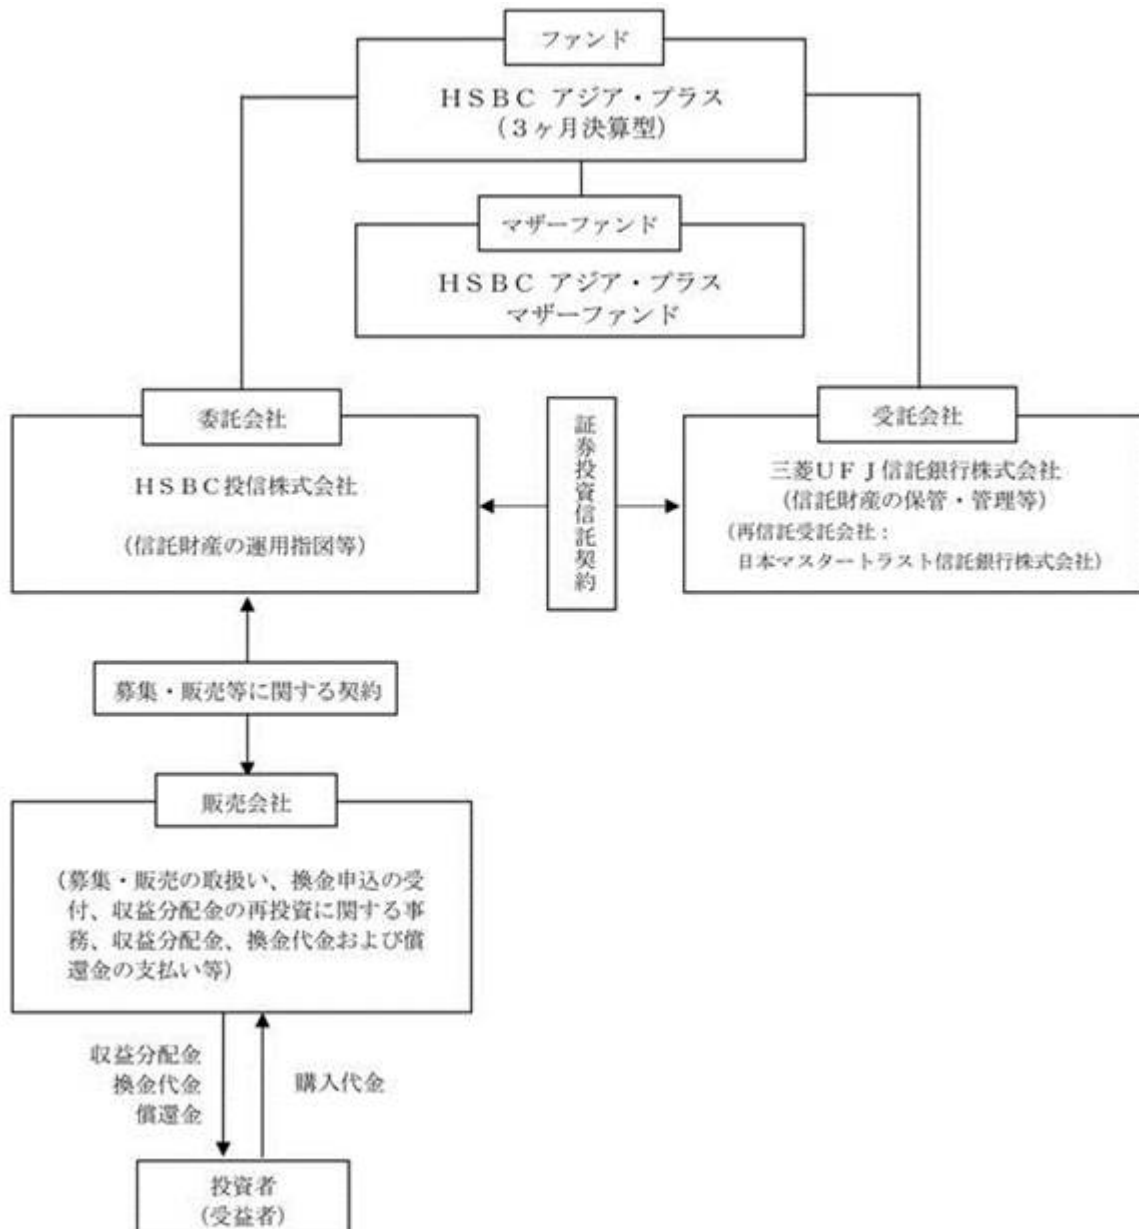 ファンド
HSBC アジア・プラス
(3ヶ月決算型)
マザーファンド
HSBC アジア・プラス
マザーファンド
委託会社
HSBC投信株式会社
(信託財産の運用指図等)
証券投資信託契約
受託会社
三菱UFJ信託銀行株式会社
(信託財産の保管・管理等)
(再信託受託会社:
日本マスタートラスト信託銀行株式会社)
募集・販売等に関する契約
販売会社
(募集・販売の取扱い、換金申込の受
付、収益分配金の再投資に関する事
務、収益分配金、換金代金および償
還金の支払い等)
収益分配金
換金代金
償還金
購入代金
投資者
(受益者)